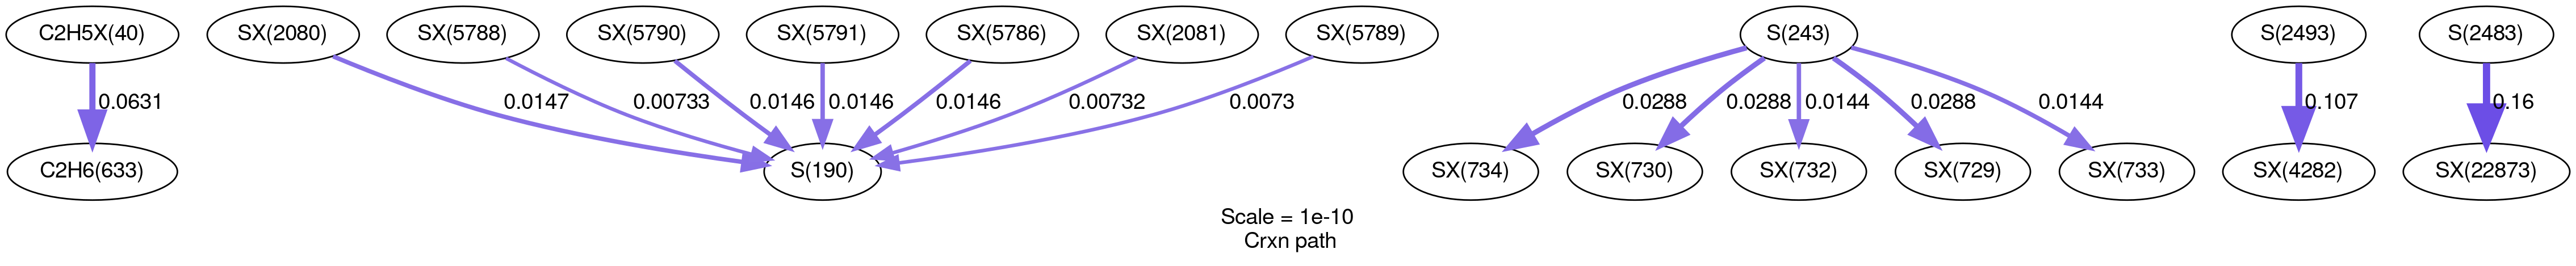 C2H5X(40) SX(2080) SX(5788) SX(5790) SX(5791) SX(5786) SX(2081) SX(5789) S(243) S(2493) S(2483)
0.0631 0.0147 0.00733 0.0146 0.0146 0.0146 0.00732 0.0073 0.0288 0.0288 0.0144 0.0288 0.0144 0.107 0.16
C2H6(633) S(190) SX(734) SX(730) SX(732) SX(729) SX(733) SX(4282) SX(22873)
Scale = 1e-10
Crxn path